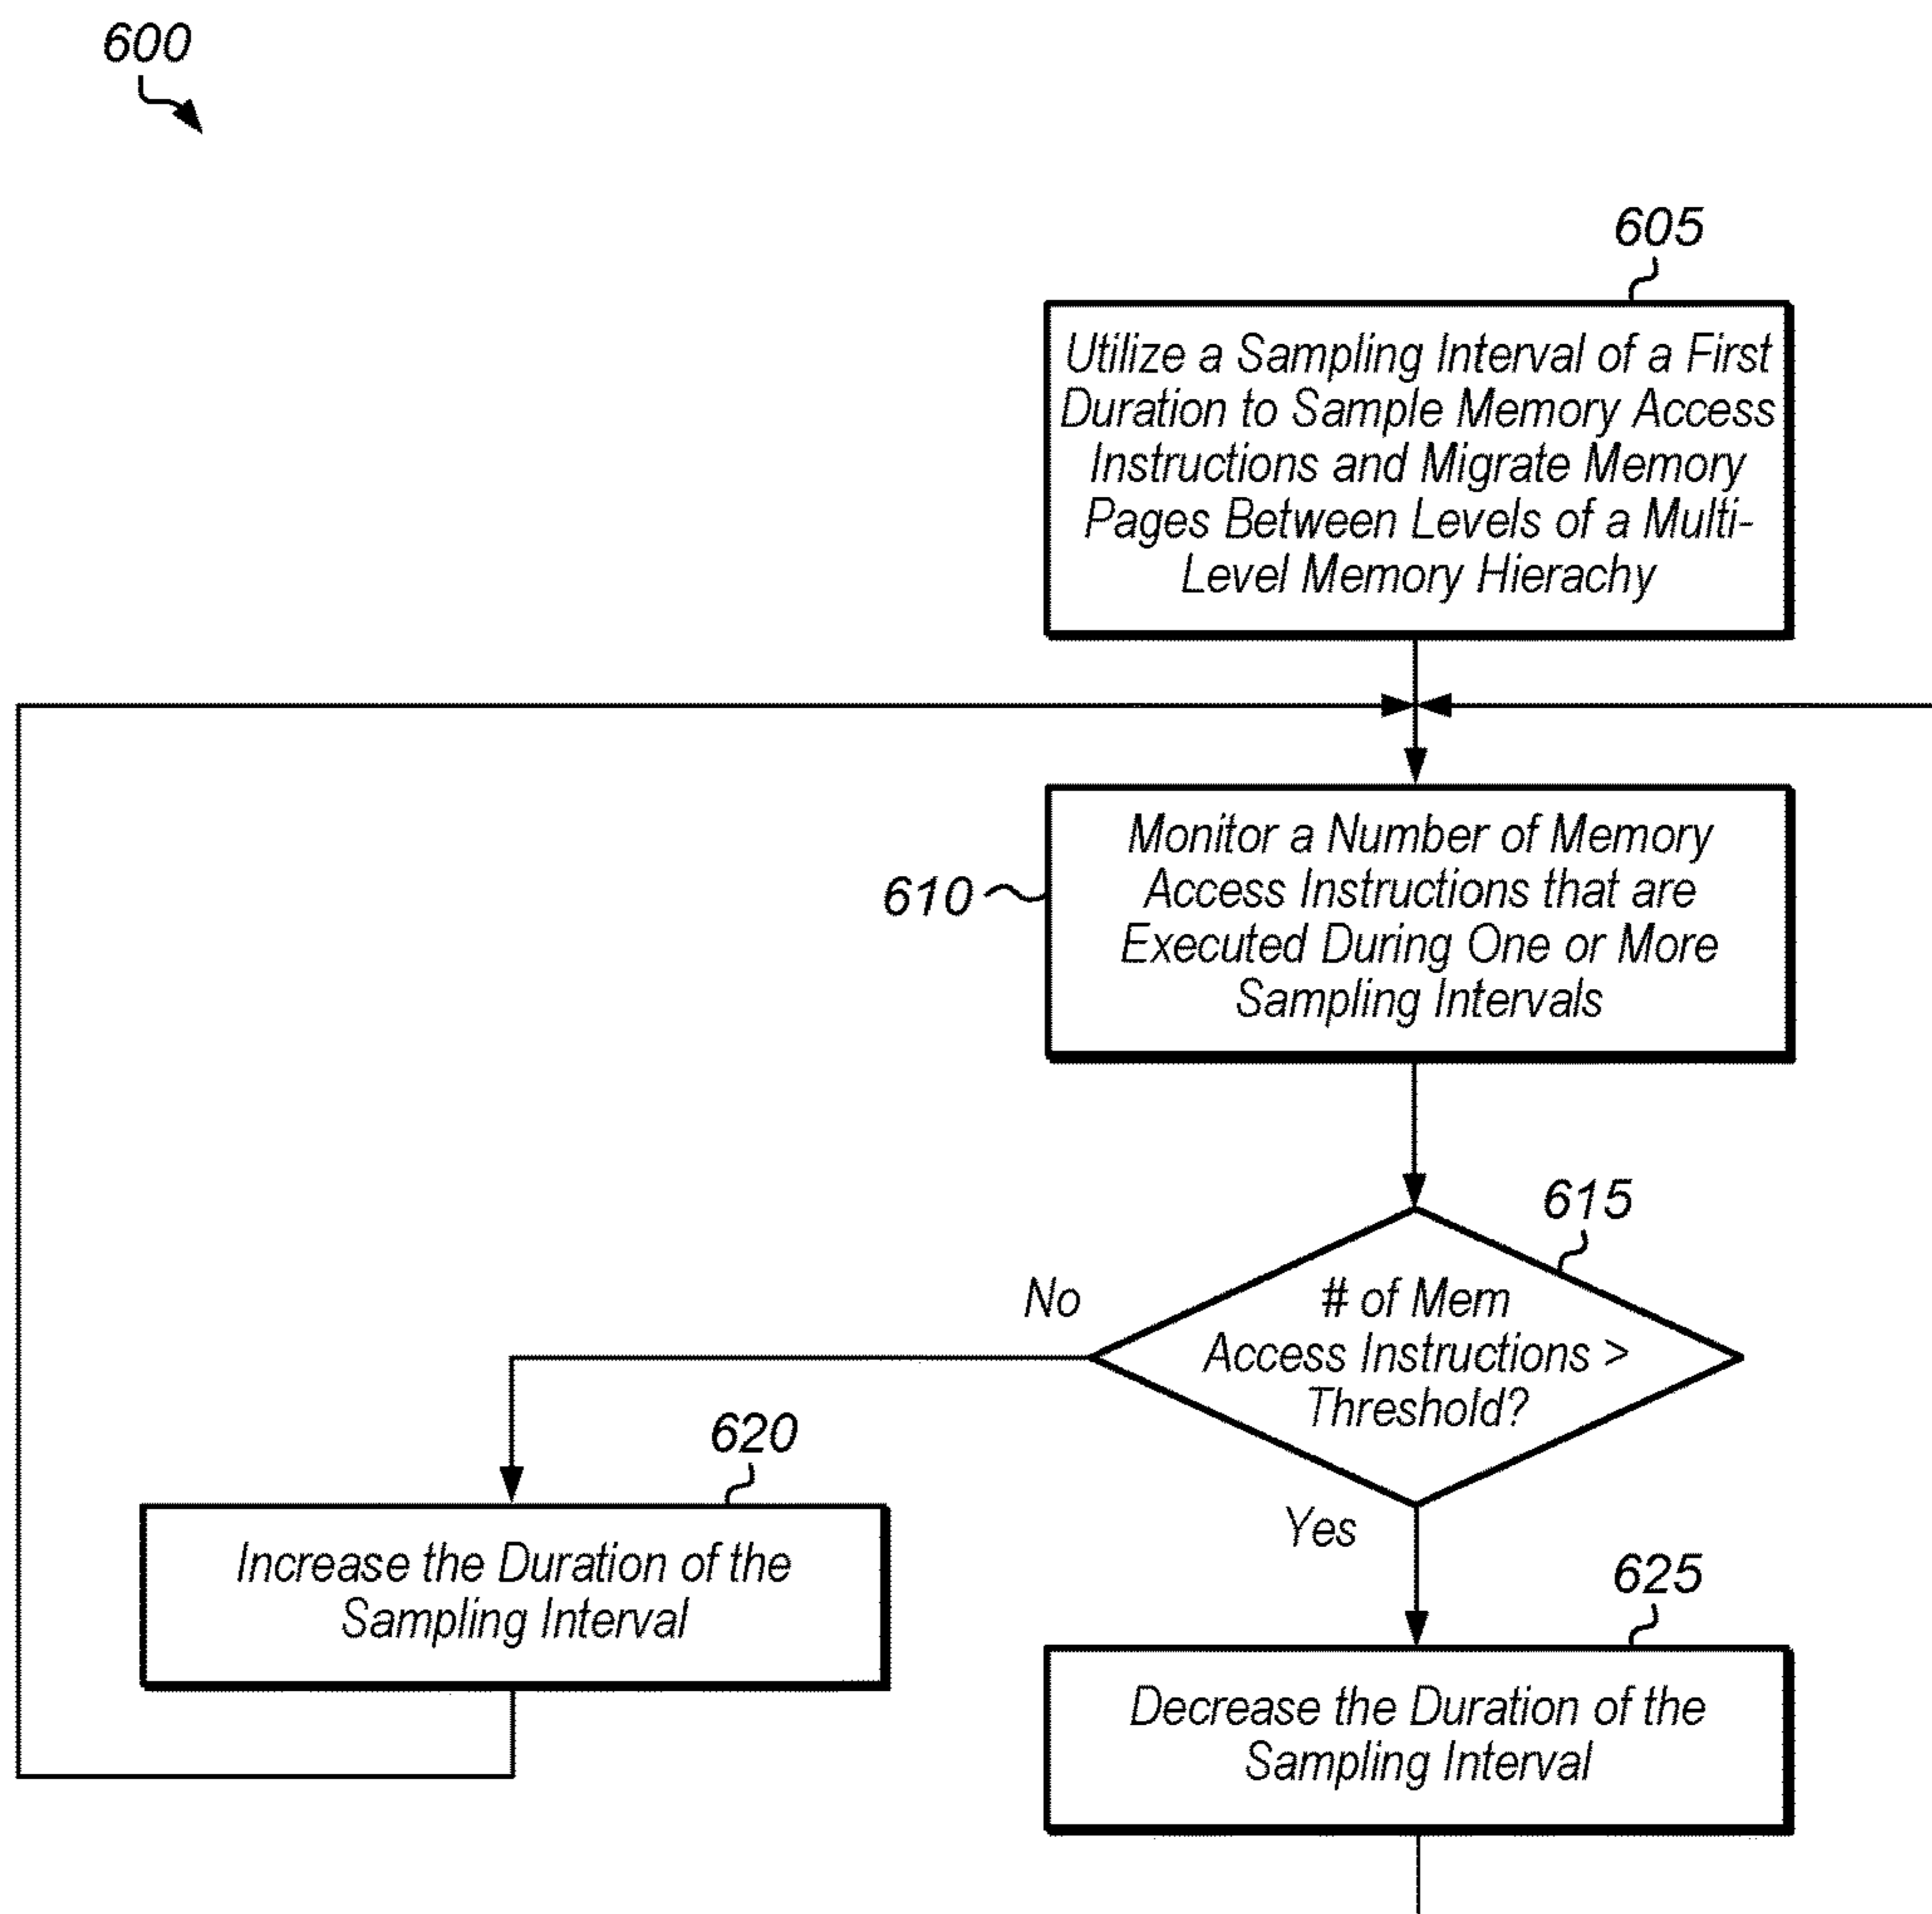 600
605
Utilize a Sampling Interval of a First
Duration to Sample Memory Access
Instructions and Migrate Memory
Pages Between Levels of a Multi-
Level Memory Hierachy
610
Monitor a Number of Memory
Access Instructions that are
Executed During One or More
Sampling Intervals
615
# of Mem
Access Instructions >
Threshold?
No
Yes
620
Increase the Duration of the
Sampling Interval
625
Decrease the Duration of the
Sampling Interval